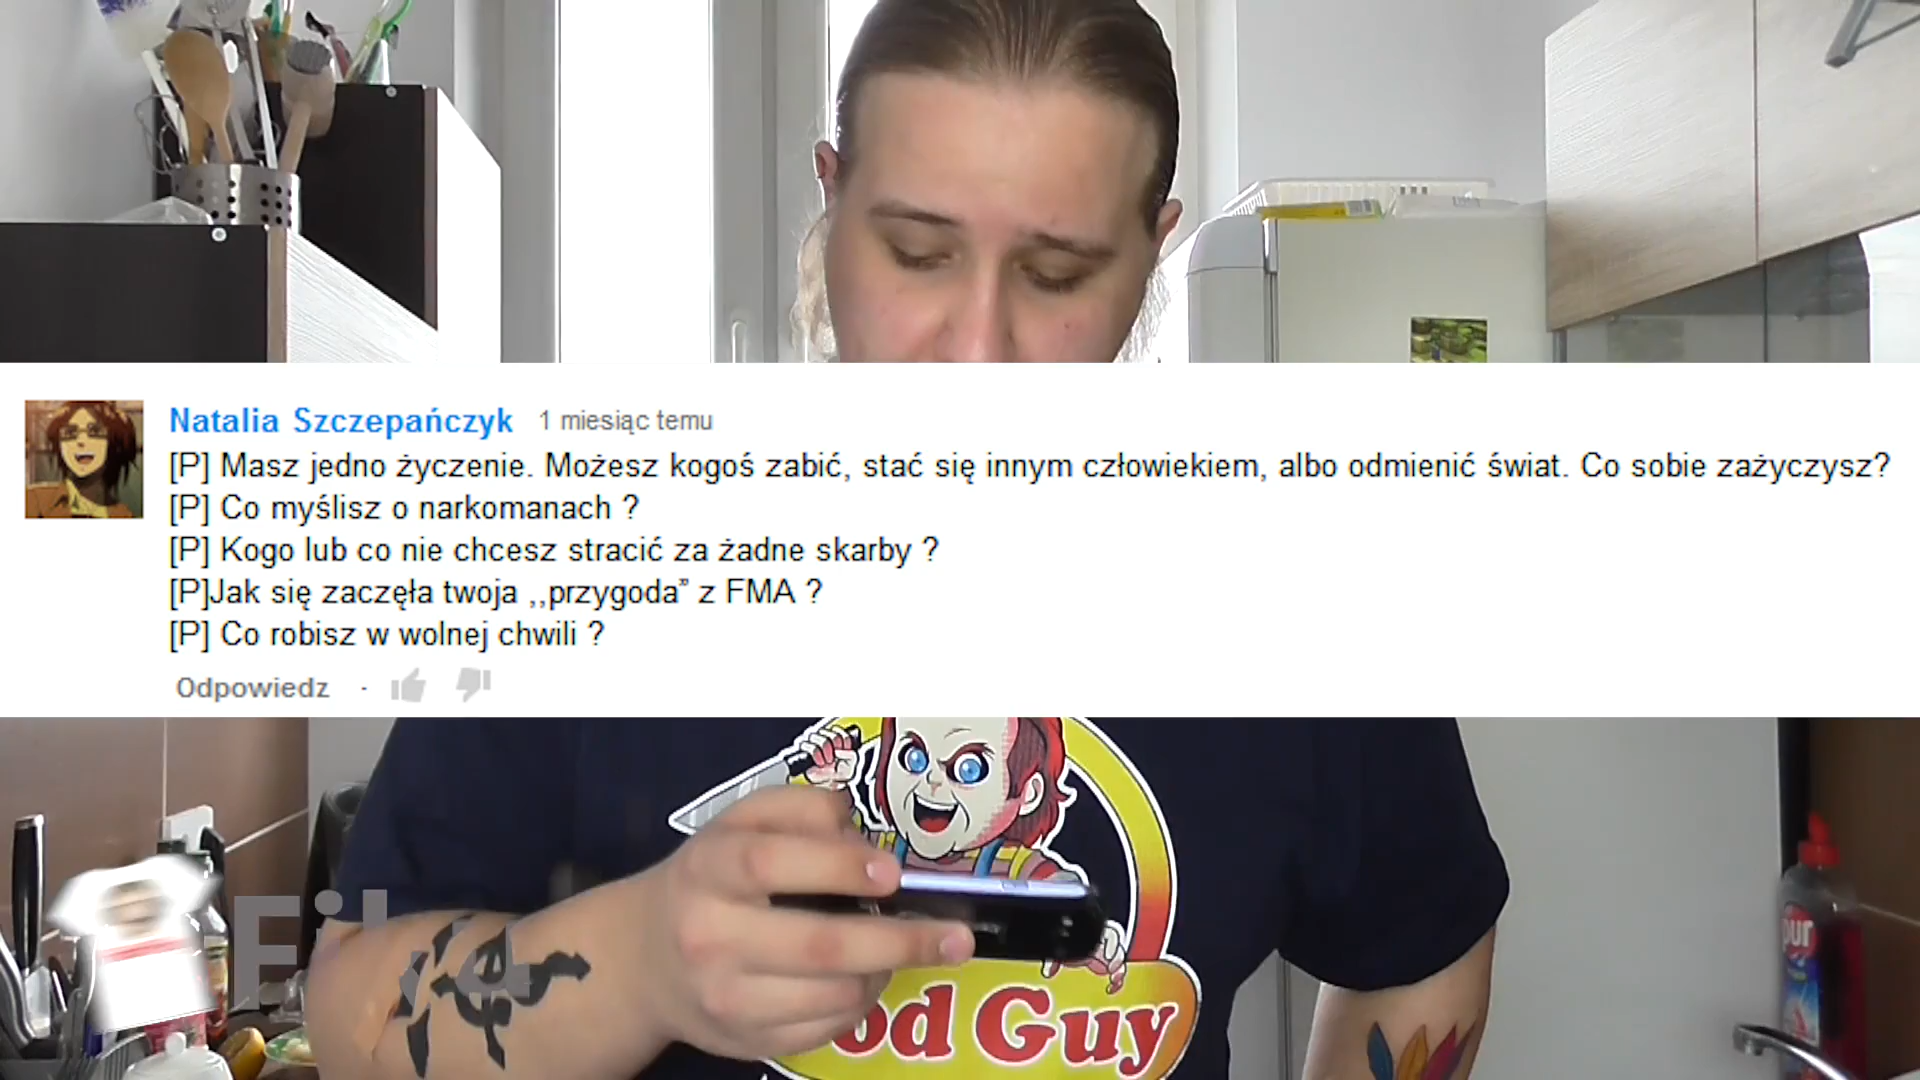 Natalia Szczepańczyk 1 miesiąc temu
[P] Masz jedno życzenie. Możesz kogoś zabić, stać się innym człowiekiem, albo odmienić świat. Co sobie zażyczysz?
[P] Co myślisz o narkomanach ?
[P] Kogo lub co nie chcesz stracić za żadne skarby ?
[P]Jak się zaczęła twoja ,,przygoda” z FMA ?
[P] Co robisz w wolnej chwili ?
Odpowiedz ·
od Guy
pur